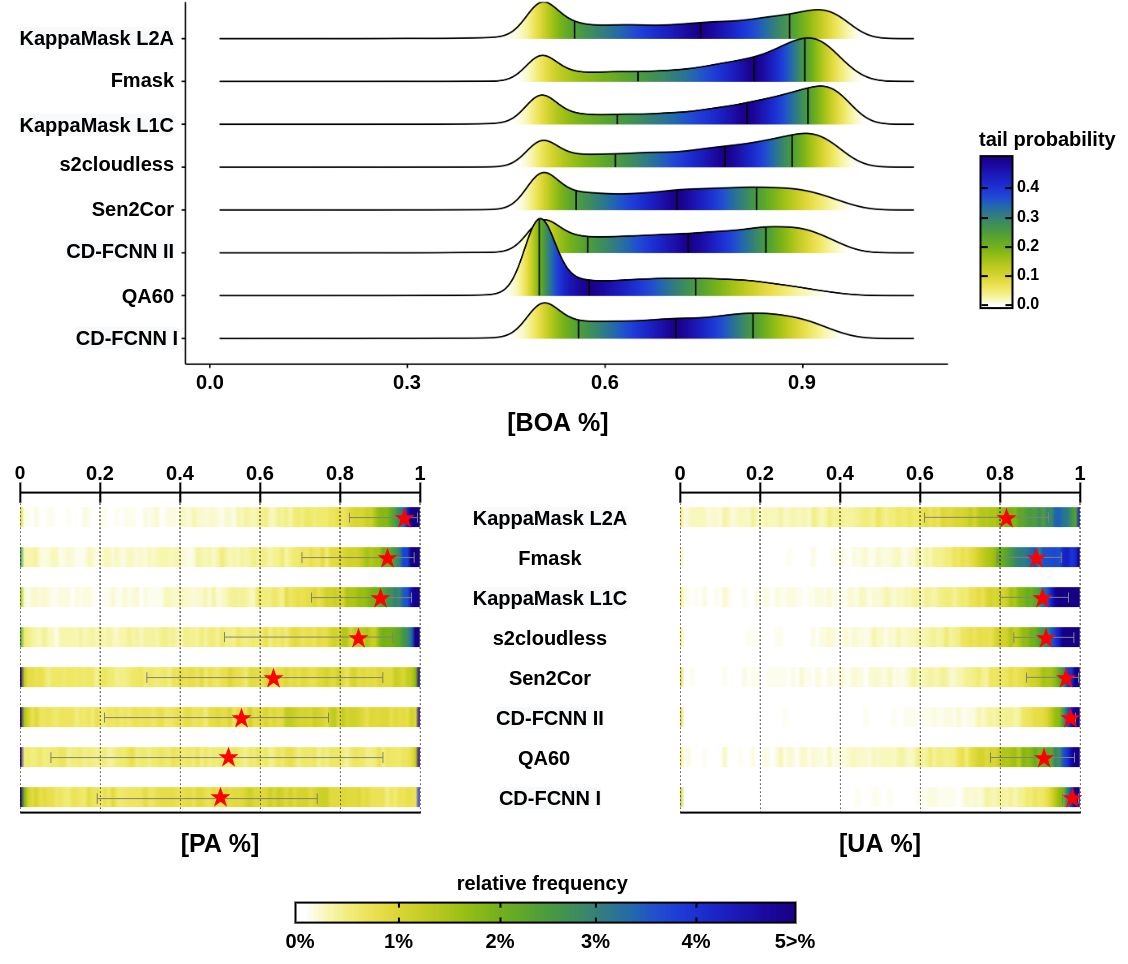 KappaMask L2A
Fmask
KappaMask L1C
s2cloudless
Sen2Cor
CD-FCNN II
QA60
CD-FCNN I
0.0 0.3 0.6 0.9
[BOA %]
tail probability
0.4
0.3
0.2
0.1
0.0
0 0.2 0.4 0.6 0.8 1
0 0.2 0.4 0.6 0.8 1
KappaMask L2A
Fmask
KappaMask L1C
s2cloudless
Sen2Cor
CD-FCNN II
QA60
CD-FCNN I
[PA %]
[UA %]
relative frequency
0% 1% 2% 3% 4% 5>%